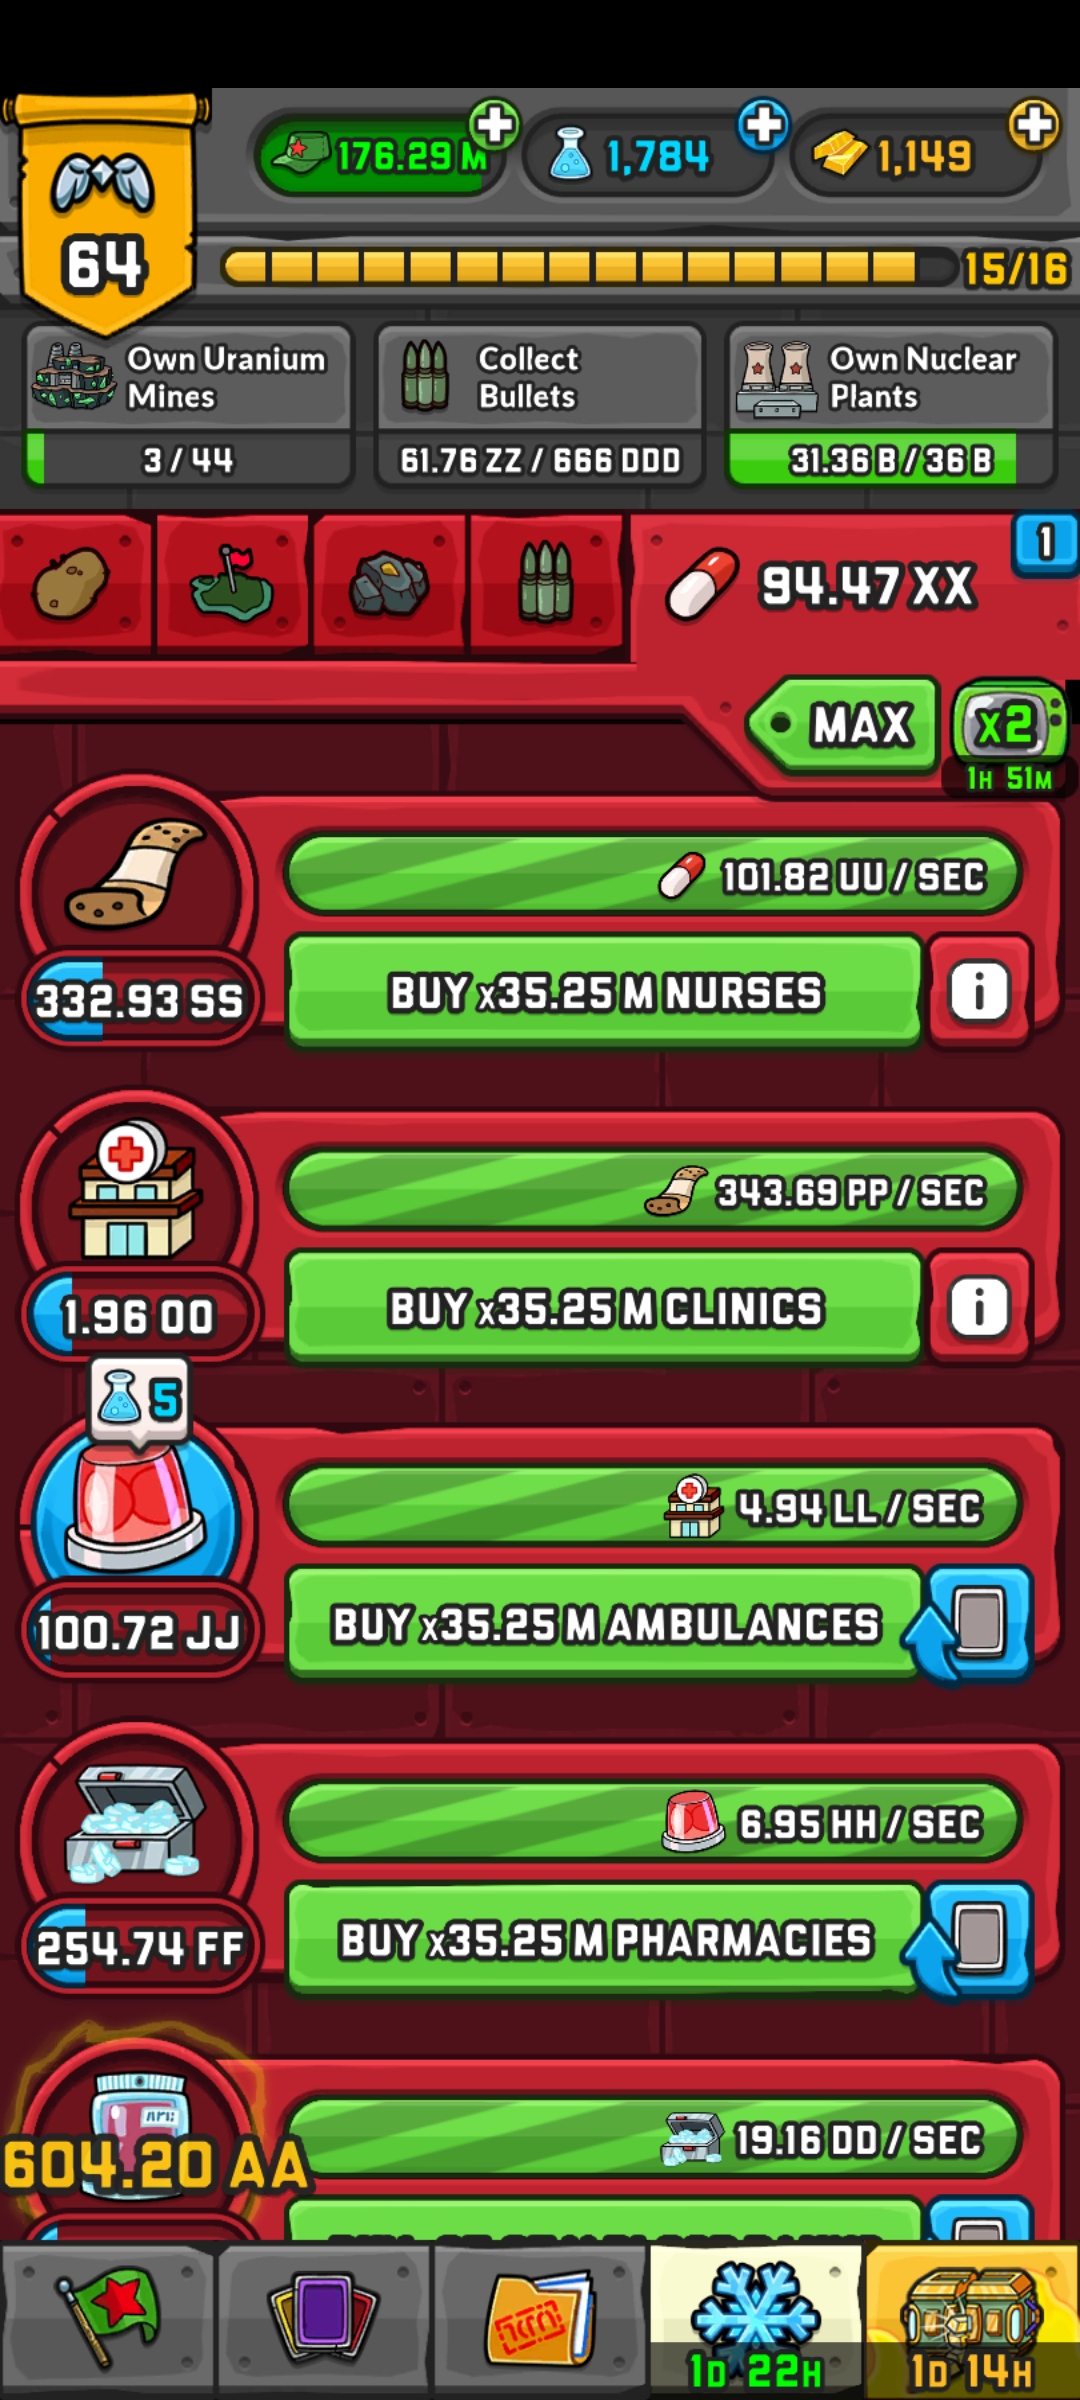 176.29 M
1,784
1,149
64
15/16
Own Uranium
Mines
3 / 44
Collect
Bullets
61.76 ZZ / 666 DDD
Own Nuclear
Plants
31.36 B / 36 B
94.47 XX
1
MAX
x2
1H 51M
101.82 UU / SEC
332.93 SS
BUY x35.25 M NURSES
i
343.69 PP / SEC
1.96 OO
BUY x35.25 M CLINICS
i
5
4.94 LL / SEC
100.72 JJ
BUY x35.25 M AMBULANCES
6.95 HH / SEC
254.74 FF
BUY x35.25 M PHARMACIES
19.16 DD / SEC
604.20 AA
1D 22H
1D 14H